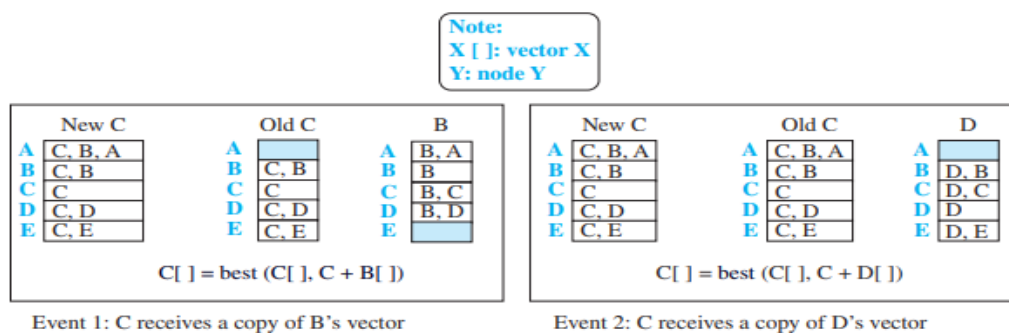 Note:
X [ ]: vector X
Y: node Y
New C Old C B
A C, B, A A A B, A
B C, B B C, B B B
C C C C C B, C
D C, D D C, D D B, D
E C, E E C, E E
C[ ] = best (C[ ], C + B[ ])
Event 1: C receives a copy of B's vector
New C Old C D
A C, B, A A C, B, A A
B C, B B C, B B D, B
C C C C C D, C
D C, D D C, D D D
E C, E E C, E E D, E
C[ ] = best (C[ ], C + D[ ])
Event 2: C receives a copy of D's vector